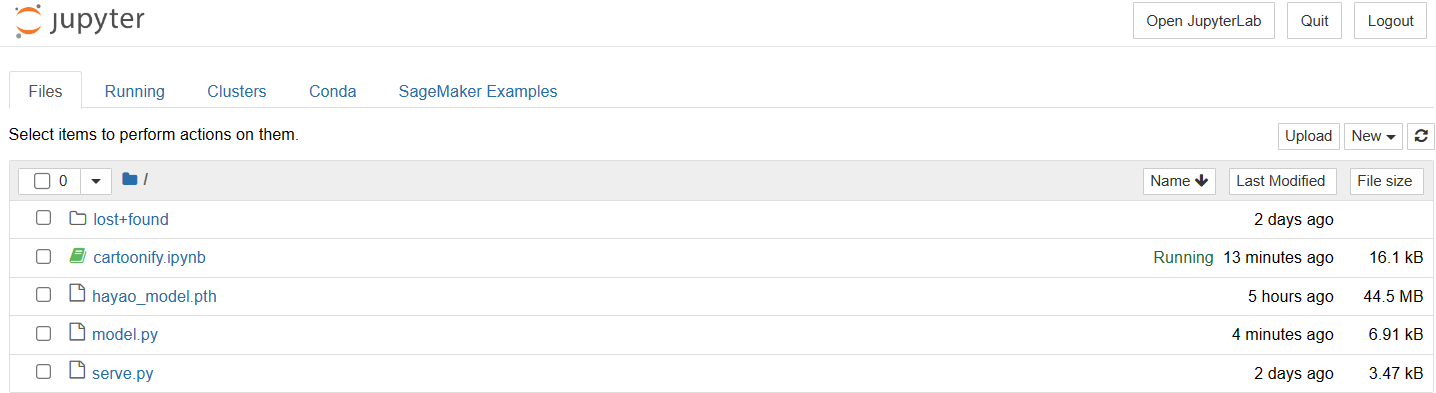 jupyter Open JupyterLab Quit Logout
Files Running Clusters Conda SageMaker Examples
Select items to perform actions on them. Upload New
0 / Name Last Modified File size
lost+found 2 days ago
cartoonify.ipynb Running 13 minutes ago 16.1 kB
hayao_model.pth 5 hours ago 44.5 MB
model.py 4 minutes ago 6.91 kB
serve.py 2 days ago 3.47 kB